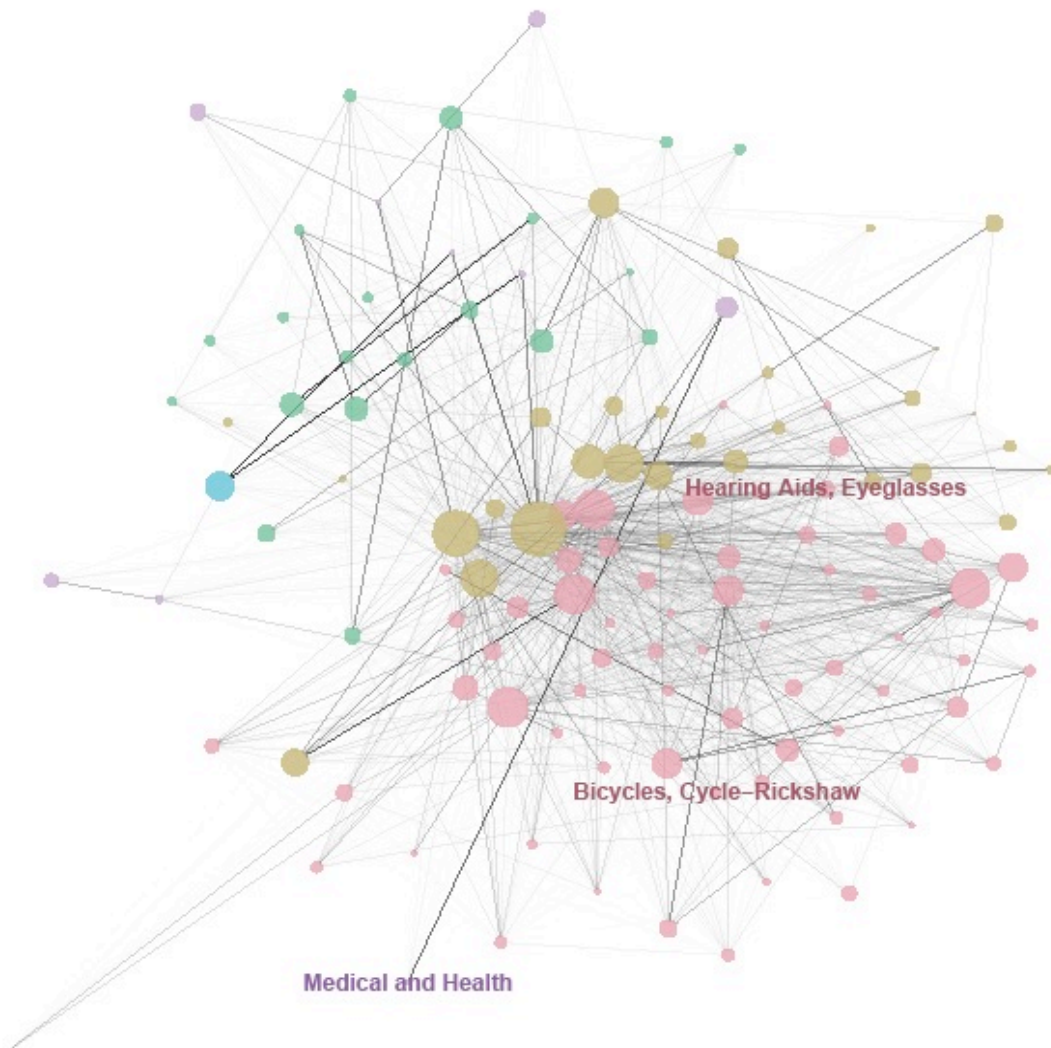 Hearing Aids, Eyeglasses
Bicycles, Cycle–Rickshaw
Medical and Health